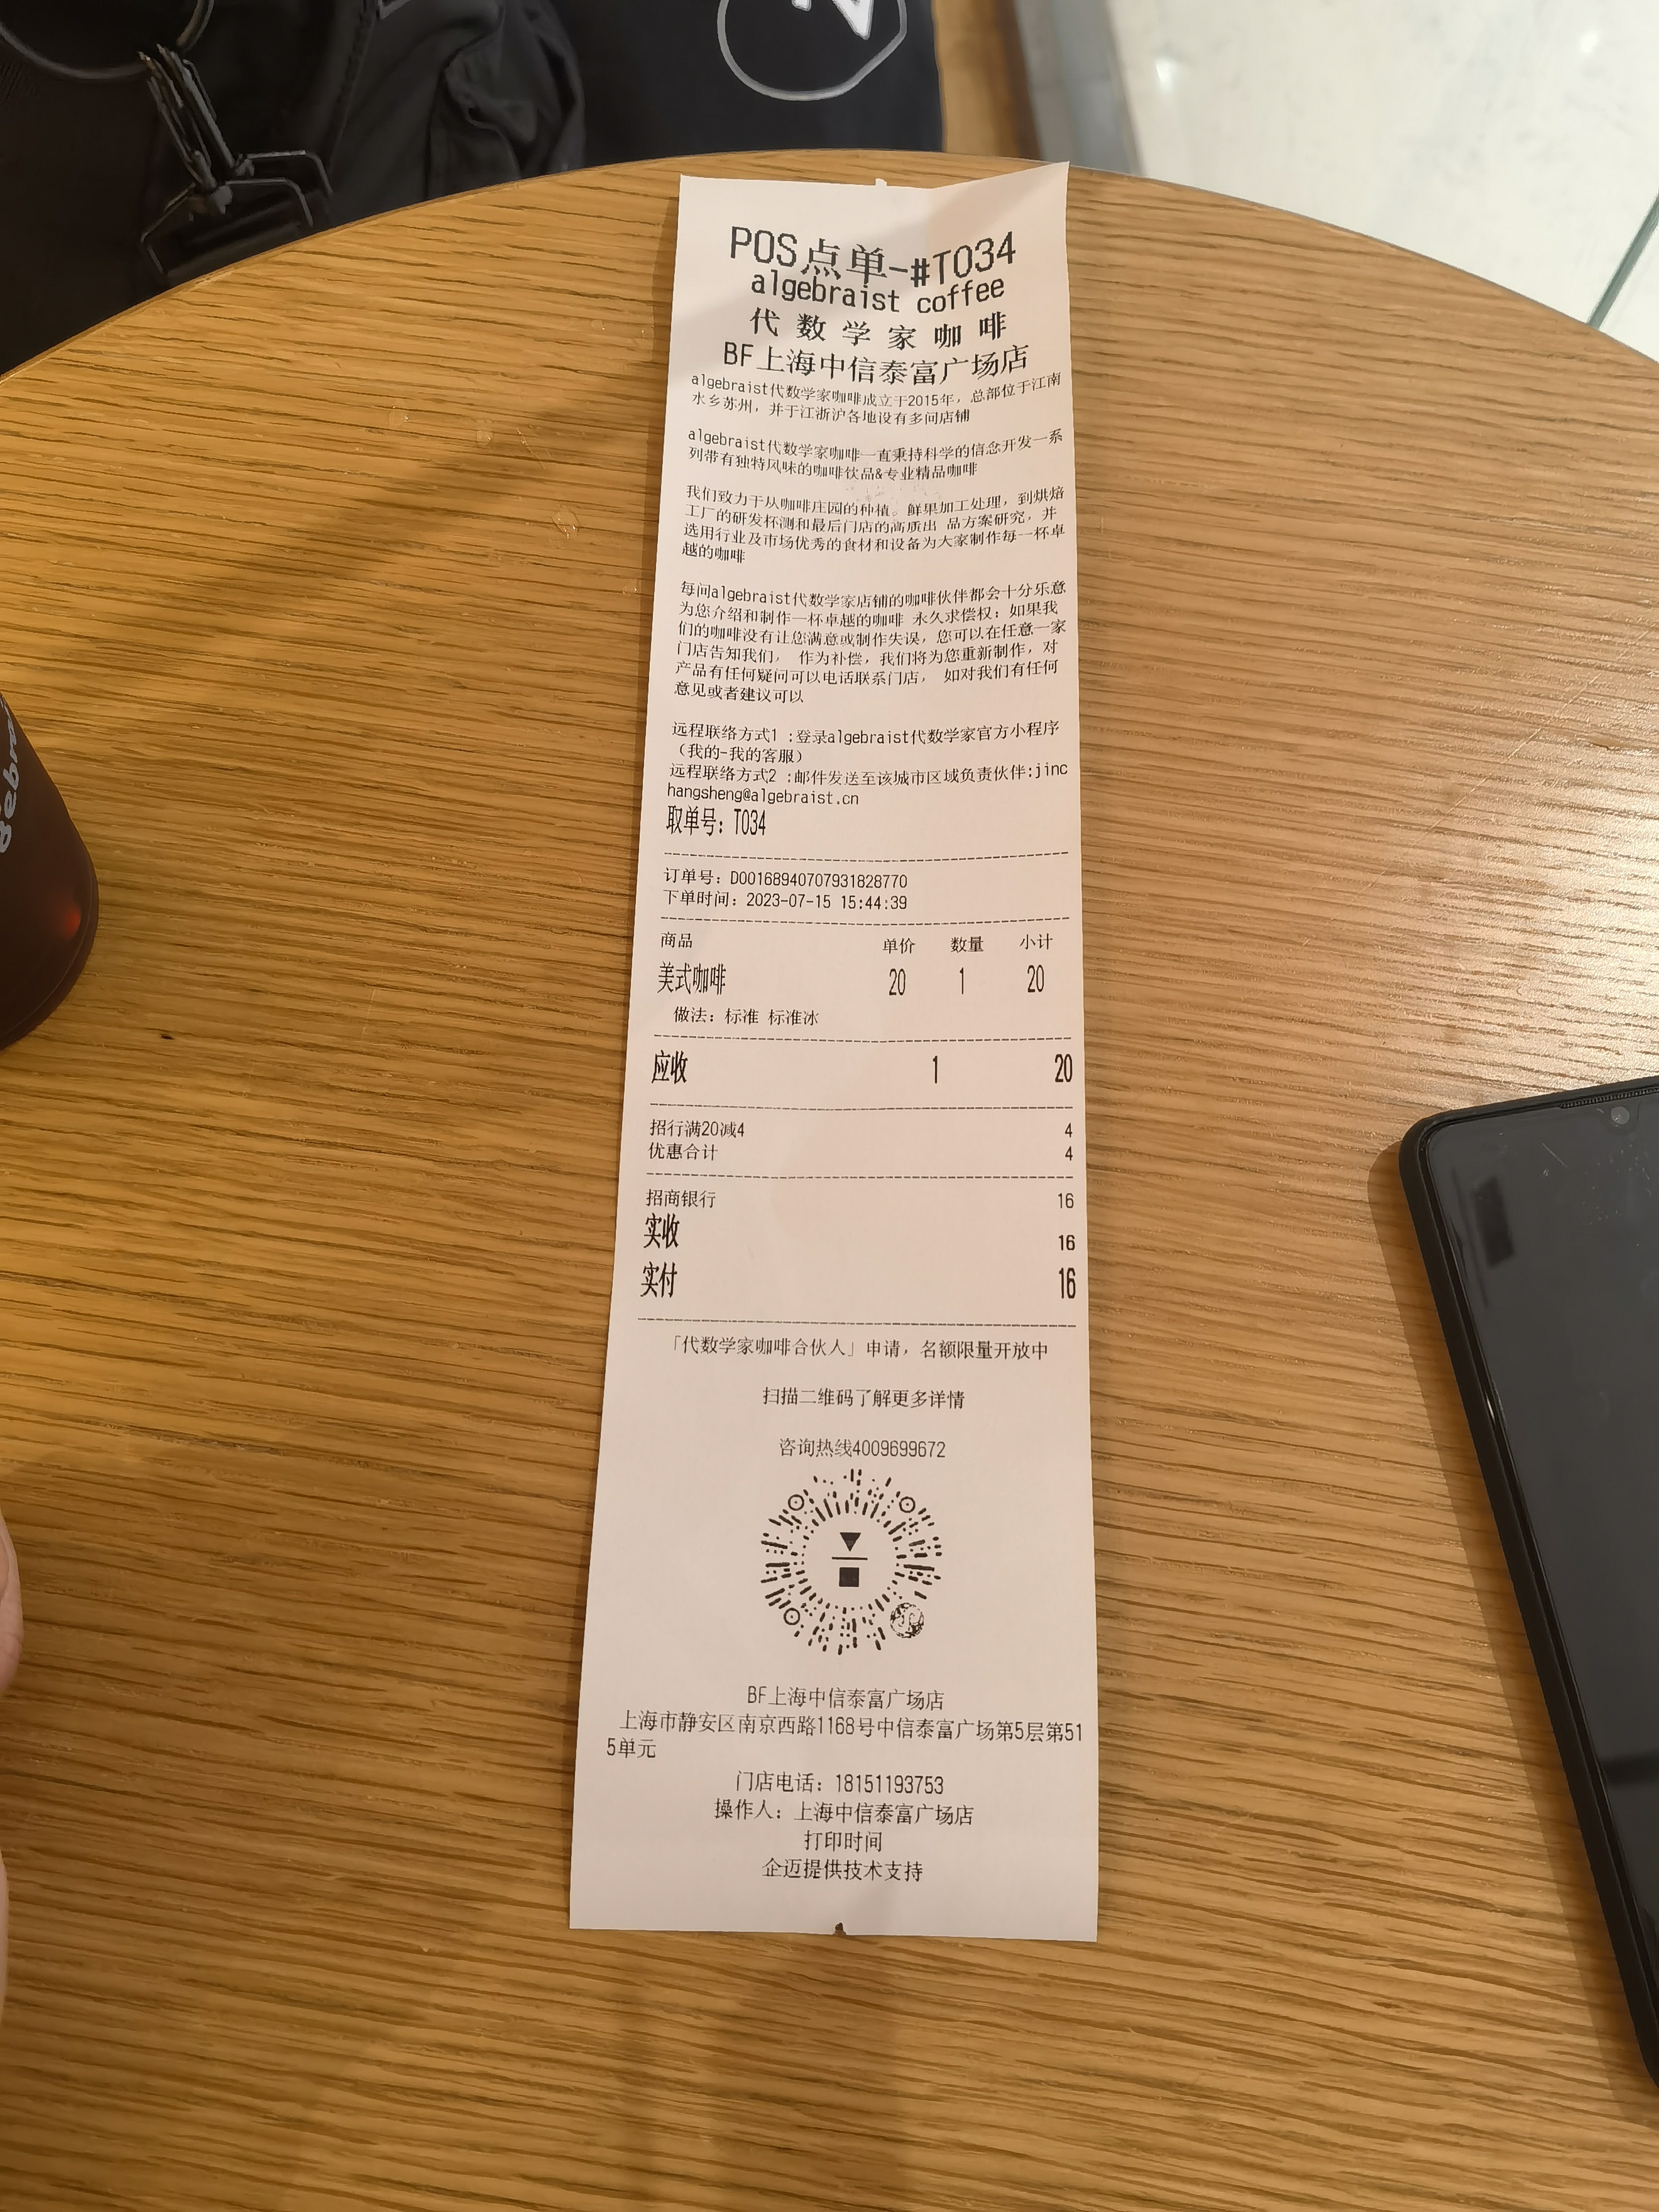 POS点单-#T034
algebraist coffee
代数学家咖啡
BF上海中信泰富广场店
algebraist代数学家咖啡成立于2015年，总部位于江南
水乡苏州，并于江浙沪各地设有多间店铺
algebraist代数学家咖啡一直秉持科学的信念开发一系
列带有独特风味的咖啡饮品&专业精品咖啡
我们致力于从咖啡庄园的种植。鲜果加工处理，到烘焙
工厂的研发杯测和最后门店的高质出 品方案研究，并
选用行业及市场优秀的食材和设备为大家制作每一杯卓
越的咖啡
每间algebraist代数学家店铺的咖啡伙伴都会十分乐意
为您介绍和制作一杯卓越的咖啡 永久求偿权：如果我
们的咖啡没有让您满意或制作失误，您可以在任意一家
门店告知我们， 作为补偿，我们将为您重新制作，对
产品有任何疑问可以电话联系门店， 如对我们有任何
意见或者建议可以
远程联络方式1 :登录algebraist代数学家官方小程序
（我的-我的客服）
远程联络方式2 :邮件发送至该城市区域负责伙伴:jinc
hangsheng@algebraist.cn
取单号：T034
订单号：D00168940707931828770
下单时间：2023-07-15 15:44:39
商品 单价 数量 小计
美式咖啡 20 1 20
做法：标准 标准冰
应收 1 20
招行满20减4 4
优惠合计 4
招商银行 16
实收 16
实付 16
「代数学家咖啡合伙人」申请，名额限量开放中
扫描二维码了解更多详情
咨询热线4009699672
BF上海中信泰富广场店
上海市静安区南京西路1168号中信泰富广场第5层第51
5单元
门店电话：18151193753
操作人：上海中信泰富广场店
打印时间
企迈提供技术支持